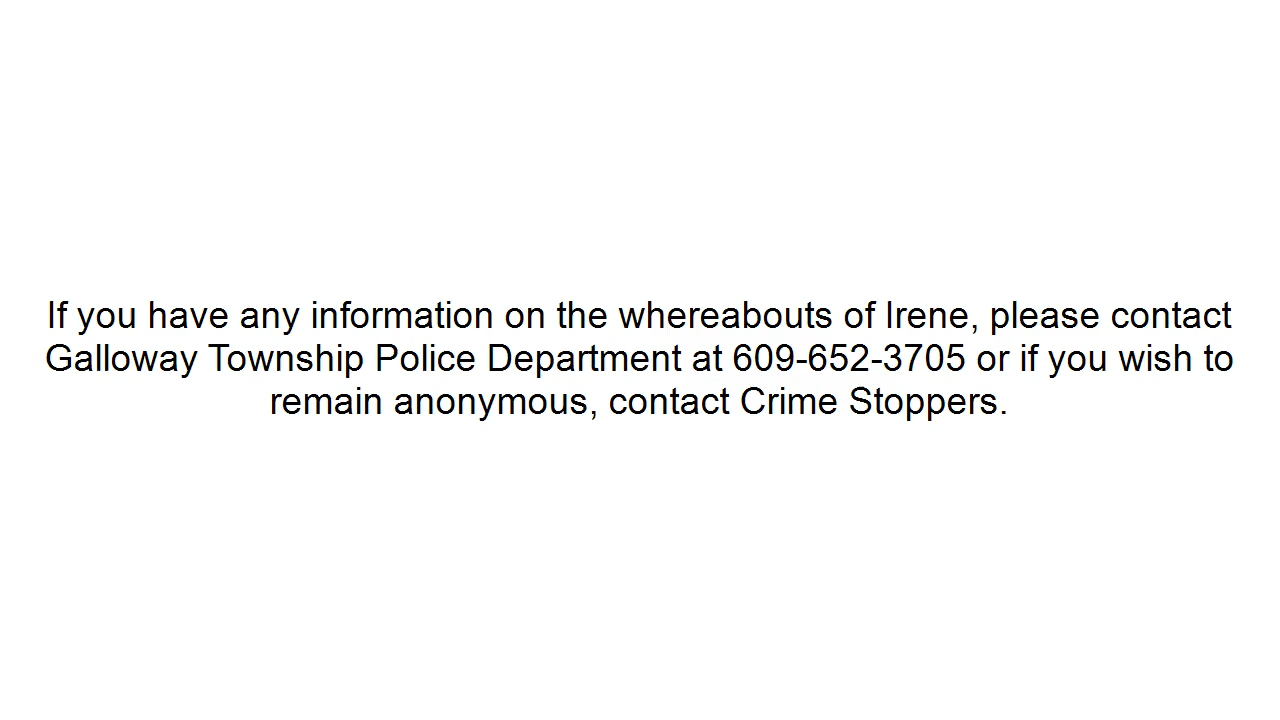 If you have any information on the whereabouts of Irene, please contact
Galloway Township Police Department at 609-652-3705 or if you wish to
remain anonymous, contact Crime Stoppers.